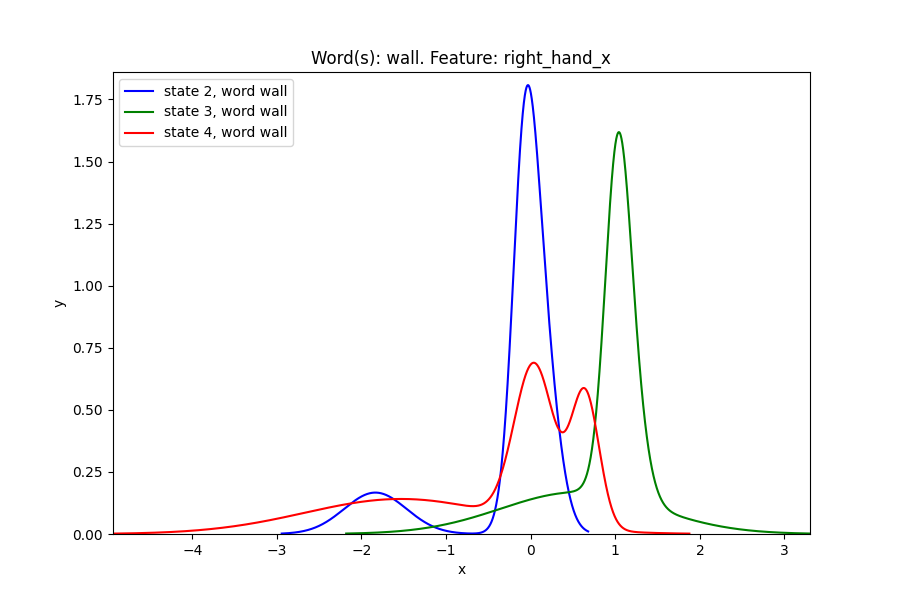 Word(s): wall. Feature: right_hand_x
state 2, word wall
state 3, word wall
state 4, word wall
1.75
1.50
1.25
1.00
0.75
0.50
0.25
0.00
y
−4 −3 −2 −1 0 1 2 3
x